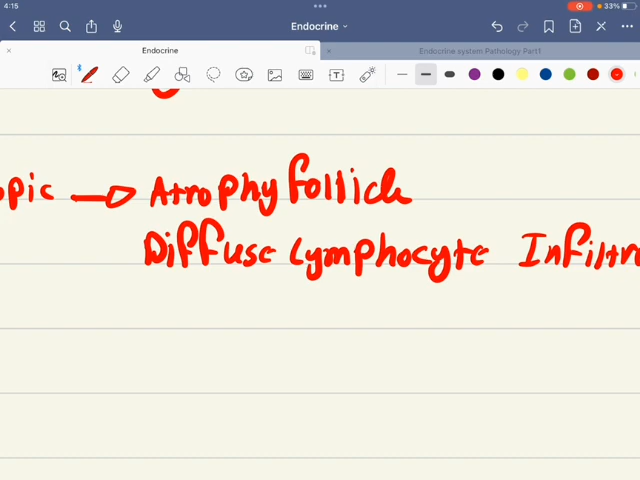 4:15
33%
Endocrine
Endocrine
Endocrine system Pathology Part1
opic → Atrophy follicle
Diffuse Lymphocyte Infiltr